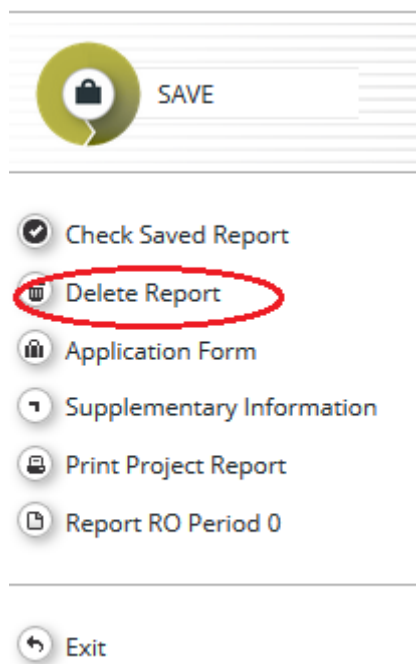 SAVE
Check Saved Report
Delete Report
Application Form
Supplementary Information
Print Project Report
Report RO Period 0
Exit